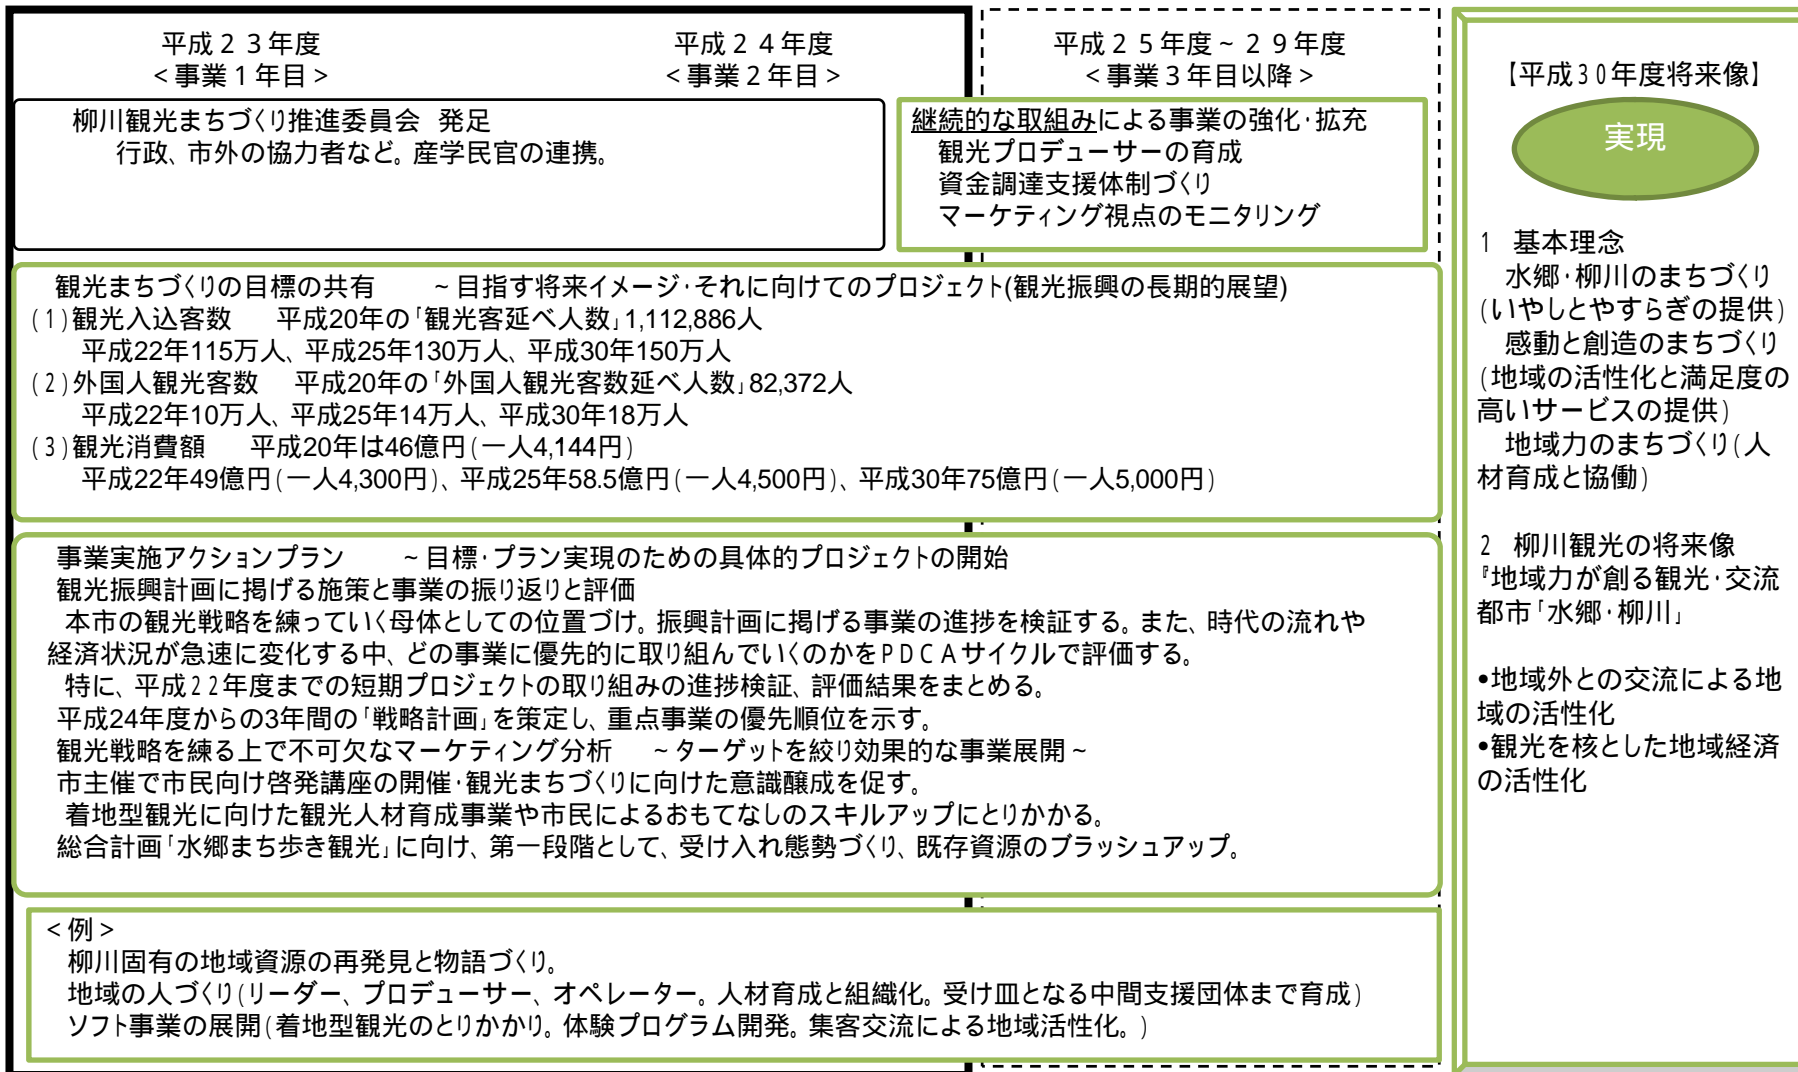 平成２３年度
＜事業１年目＞
平成２４年度
＜事業２年目＞
平成２５年度～２９年度
＜事業３年目以降＞
柳川観光まちづくり推進委員会　発足
行政、市外の協力者など。産学民官の連携。
継続的な取組みによる事業の強化・拡充
観光プロデューサーの育成
資金調達支援体制づくり
マーケティング視点のモニタリング
観光まちづくりの目標の共有　　～目指す将来イメージ・それに向けてのプロジェクト(観光振興の長期的展望)
(1)観光入込客数　平成20年の「観光客延べ人数」1,112,886人
平成22年115万人、平成25年130万人、平成30年150万人
(2)外国人観光客数　平成20年の「外国人観光客数延べ人数」82,372人
平成22年10万人、平成25年14万人、平成30年18万人
(3)観光消費額　平成20年は46億円(一人4,144円)
平成22年49億円(一人4,300円)、平成25年58.5億円(一人4,500円)、平成30年75億円(一人5,000円)
事業実施アクションプラン　　～目標・プラン実現のための具体的プロジェクトの開始
観光振興計画に掲げる施策と事業の振り返りと評価
本市の観光戦略を練っていく母体としての位置づけ。振興計画に掲げる事業の進捗を検証する。また、時代の流れや
経済状況が急速に変化する中、どの事業に優先的に取り組んでいくのかをＰＤＣＡサイクルで評価する。
特に、平成２２年度までの短期プロジェクトの取り組みの進捗検証、評価結果をまとめる。
平成24年度からの3年間の「戦略計画」を策定し、重点事業の優先順位を示す。
観光戦略を練る上で不可欠なマーケティング分析　～ターゲットを絞り効果的な事業展開～
市主催で市民向け啓発講座の開催・観光まちづくりに向けた意識醸成を促す。
着地型観光に向けた観光人材育成事業や市民によるおもてなしのスキルアップにとりかかる。
総合計画「水郷まち歩き観光」に向け、第一段階として、受け入れ態勢づくり、既存資源のブラッシュアップ。
＜例＞
柳川固有の地域資源の再発見と物語づくり。
地域の人づくり(リーダー、プロデューサー、オペレーター。人材育成と組織化。受け皿となる中間支援団体まで育成)
ソフト事業の展開(着地型観光のとりかかり。体験プログラム開発。集客交流による地域活性化。)
【平成30年度将来像】
実現
1　基本理念
水郷・柳川のまちづくり
(いやしとやすらぎの提供)
感動と創造のまちづくり
(地域の活性化と満足度の
高いサービスの提供)
地域力のまちづくり(人
材育成と協働)
2　柳川観光の将来像
『地域力が創る観光・交流
都市「水郷・柳川」
•地域外との交流による地
域の活性化
•観光を核とした地域経済
の活性化